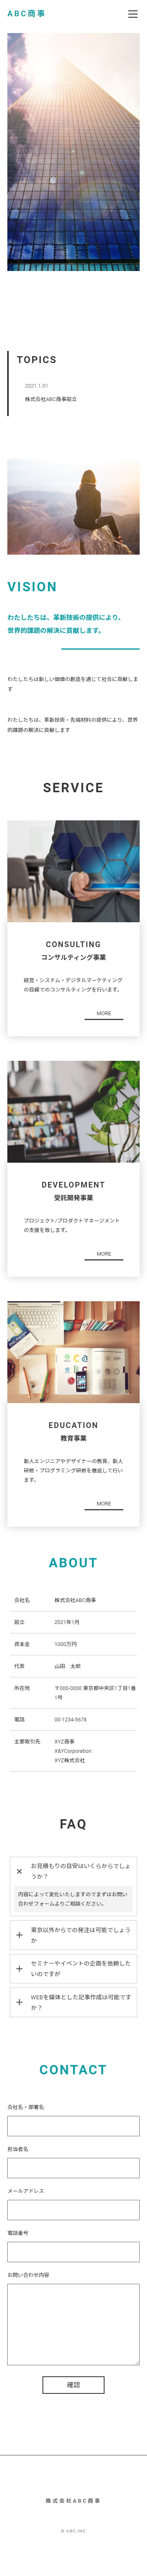 ABC商事
TOPICS
2021.1.01
株式会社ABC商事設立
VISION
わたしたちは、革新技術の提供により、
世界的課題の解決に貢献します。
わたしたちは新しい価値の創造を通じて社会に貢献しま
す
わたしたちは、革新技術・先端材料の提供により、世界
的課題の解決に貢献します
SERVICE
CONSULTING
コンサルティング事業
経営・システム・デジタルマーケティング
の目線でのコンサルティングを行います。
MORE
DEVELOPMENT
受託開発事業
プロジェクト/プロダクトマネージメント
の支援を致します。
MORE
EDUCATION
教育事業
新人エンジニアやデザイナーの教育、新人
研修・プログラミング研修を徹底して行い
ます。
MORE
ABOUT
会社名 株式会社ABC商事
設立 2021年1月
資本金 1000万円
代表 山田 太郎
所在地 〒000-0000 東京都中央区1丁目1番
1号
電話 00-1234-5678
主要取引先 XYZ商事
X&YCorporation
XYZ株式会社
FAQ
お見積もりの目安はいくらからでしょ
うか？
内容によって変化いたしますのでまずはお問い
合わせフォームよりご相談ください。
東京以外からでの発注は可能でしょう
か
セミナーやイベントの企画を依頼した
いのですが
WEBを媒体とした記事作成は可能です
か？
CONTACT
会社名・部署名
担当者名
メールアドレス
電話番号
お問い合わせ内容
確認
株式会社ABC商事
© ABC.INC